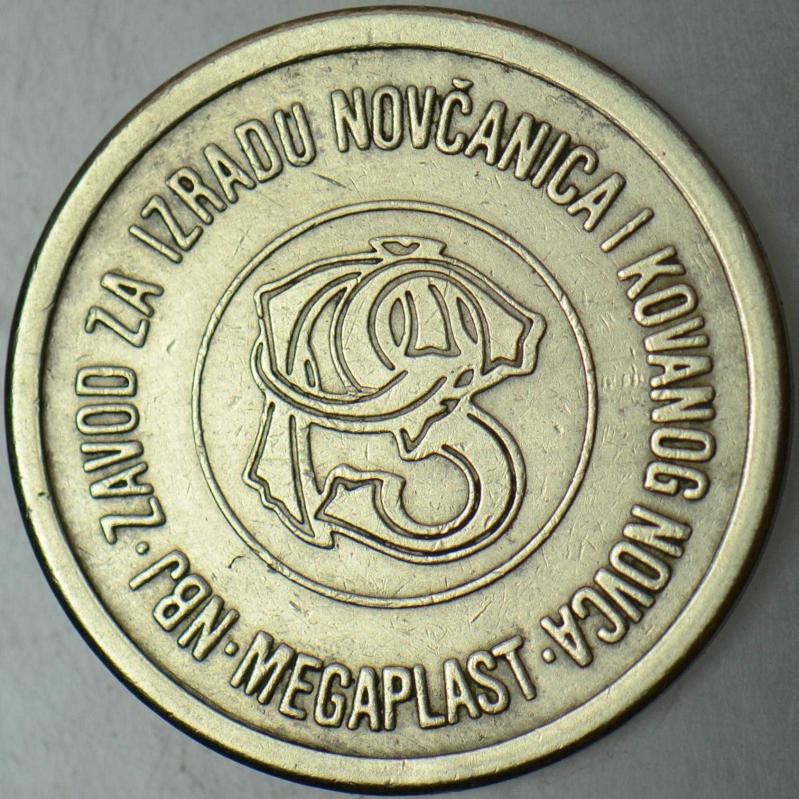 NBJ · ZAVOD ZA IZRADU NOVČANICA I KOVANOG NOVCA · MEGAPLAST ·